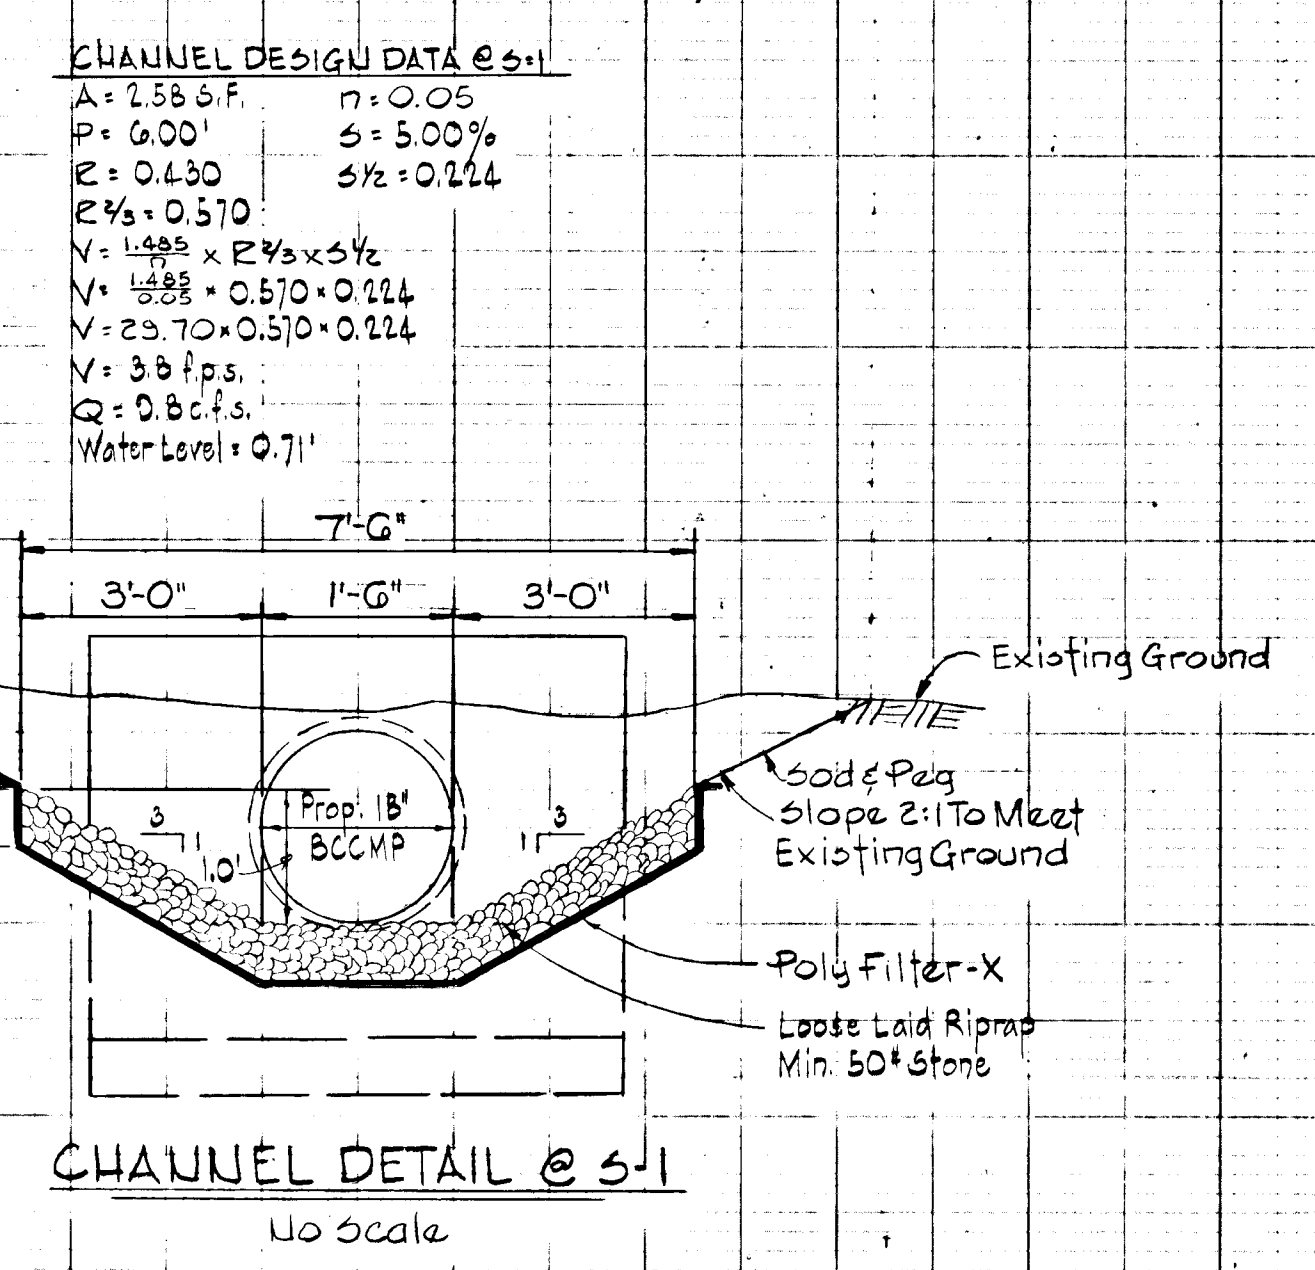 CHANNEL DESIGN DATA @ S-1
A = 2.58 S.F. n = 0.05
P = 6.00' S = 5.00%
R = 0.430 S 1/2 = 0.224
R 2/3 = 0.570
V = 1.485/n x R 2/3 x S 1/2
V = 1.485/0.05 x 0.570 x 0.224
V = 29.70 x 0.570 x 0.224
V = 3.8 f.p.s.
Q = 9.8 c.f.s.
Water Level = 0.71'
7'-6"
3'-0" 1'-6" 3'-0"
Existing Ground
Prop. 18"
BCCMP
3
1
3
1
1.0'
Sod & Peg
Slope 2:1 To Meet
Existing Ground
Poly Filter-X
Loose Laid Riprap
Min. 50# Stone
CHANNEL DETAIL @ S-1
No Scale